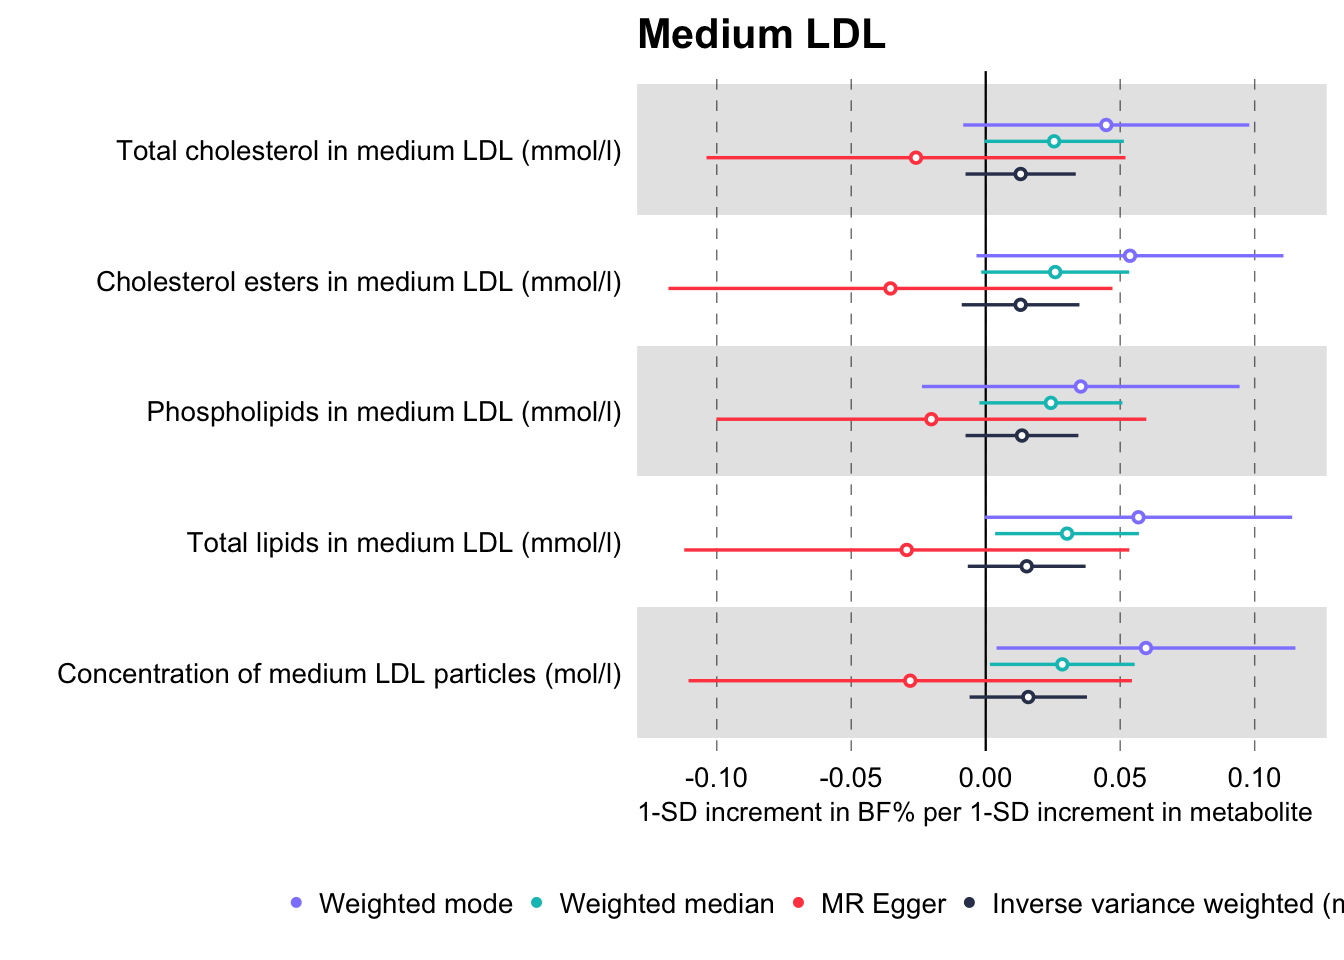 Medium LDL
Total cholesterol in medium LDL (mmol/l)
Cholesterol esters in medium LDL (mmol/l)
Phospholipids in medium LDL (mmol/l)
Total lipids in medium LDL (mmol/l)
Concentration of medium LDL particles (mol/l)
-0.10 -0.05 0.00 0.05 0.10
1-SD increment in BF% per 1-SD increment in metabolite
Weighted mode Weighted median MR Egger Inverse variance weighted